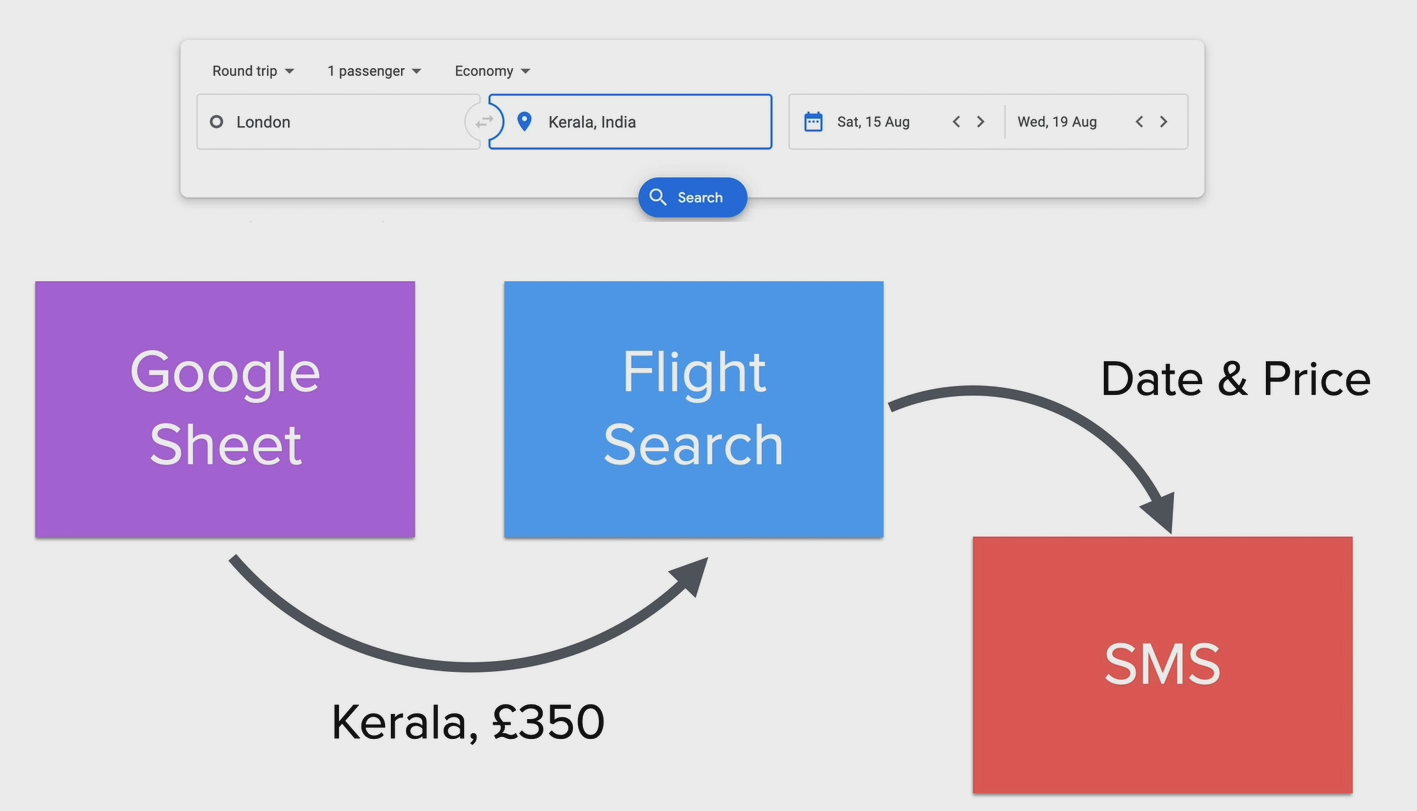 Round trip 1 passenger Economy
London Kerala, India Sat, 15 Aug Wed, 19 Aug
Search
Google
Sheet
Flight
Search
Date & Price
SMS
Kerala, £350